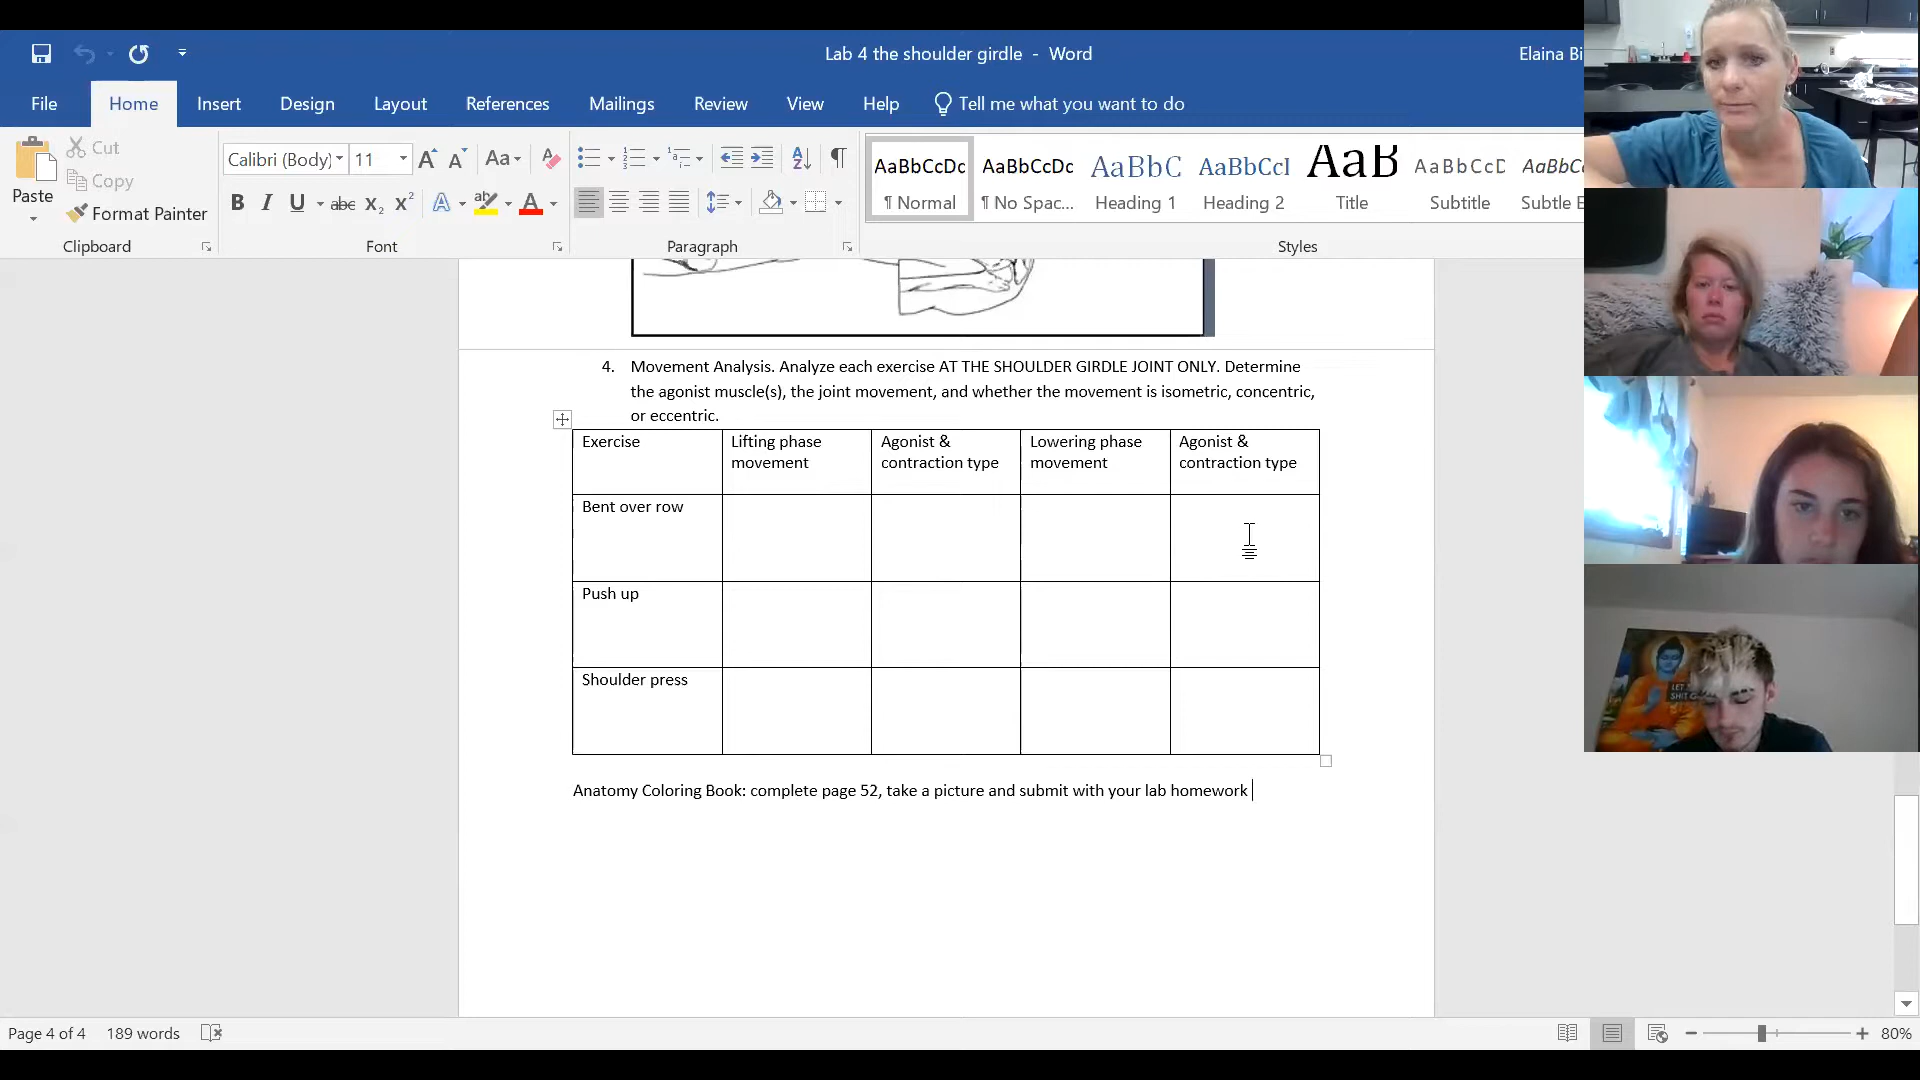 Lab 4 the shoulder girdle - Word
Elaina Bi
File Home Insert Design Layout References Mailings Review View Help Tell me what you want to do
Paste
Cut
Copy
Format Painter
Clipboard
Calibri (Body) 11
Font
Paragraph
AaBbCcDc AaBbCcDc AaBbC AaBbCcI AaB AaBbCcD AaBbCc
¶ Normal ¶ No Spac... Heading 1 Heading 2 Title Subtitle Subtle E
Styles
4. Movement Analysis. Analyze each exercise AT THE SHOULDER GIRDLE JOINT ONLY. Determine
the agonist muscle(s), the joint movement, and whether the movement is isometric, concentric,
or eccentric.
Exercise
Lifting phase
movement
Agonist &
contraction type
Lowering phase
movement
Agonist &
contraction type
Bent over row
Push up
Shoulder press
Anatomy Coloring Book: complete page 52, take a picture and submit with your lab homework
Page 4 of 4 189 words
80%